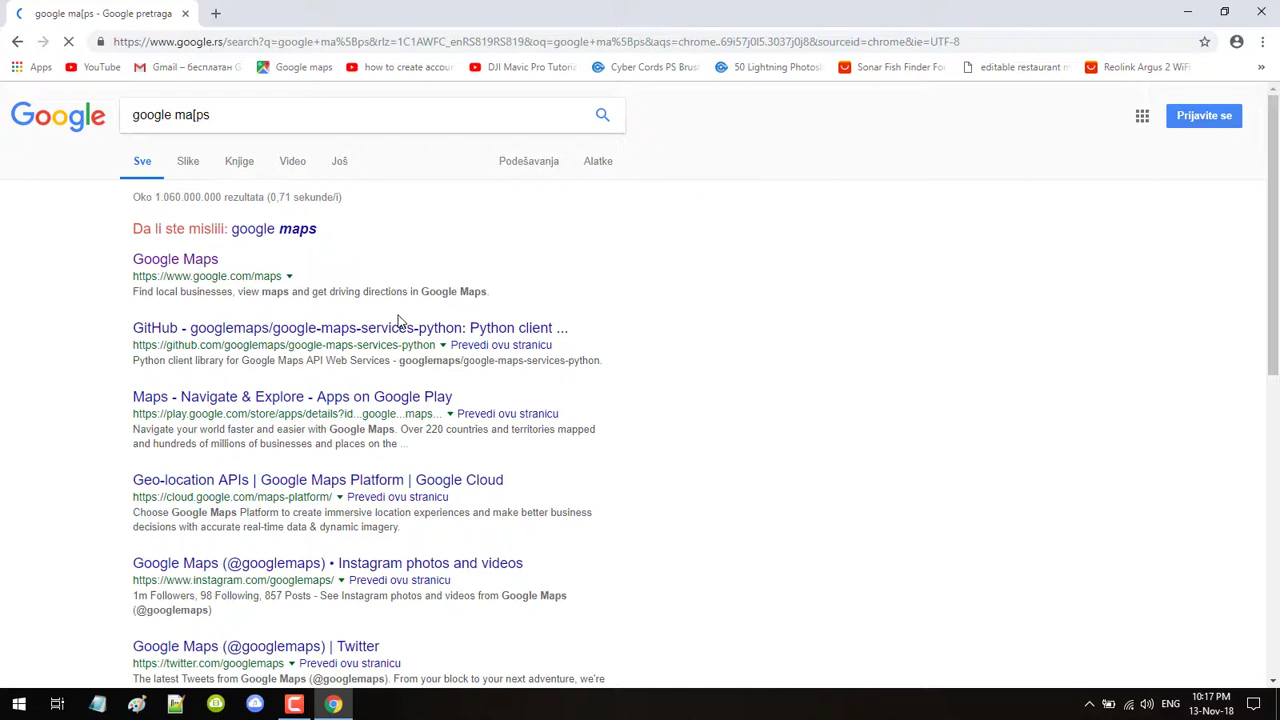 google ma[ps - Google pretraga
https://www.google.rs/search?q=google+ma%5Bps&rlz=1C1AWFC_enRS819RS819&oq=google+ma%5Bps&aqs=chrome..69i57j0l5.3037j0j8&sourceid=chrome&ie=UTF-8
Apps YouTube Gmail – бесплатан G Google maps how to create accour DJI Mavic Pro Tutoria Cyber Cords PS Brus 50 Lightning Photosh Sonar Fish Finder Fo editable restaurant m Reolink Argus 2 WiF »
Google google ma[ps Prijavite se
Sve Slike Knjige Video Još Podešavanja Alatke
Oko 1.060.000.000 rezultata (0,71 sekunde/i)
Da li ste mislili: google maps
Google Maps
https://www.google.com/maps
Find local businesses, view maps and get driving directions in Google Maps.
GitHub - googlemaps/google-maps-services-python: Python client ...
https://github.com/googlemaps/google-maps-services-python Prevedi ovu stranicu
Python client library for Google Maps API Web Services - googlemaps/google-maps-services-python.
Maps - Navigate & Explore - Apps on Google Play
https://play.google.com/store/apps/details?id...google...maps... Prevedi ovu stranicu
Navigate your world faster and easier with Google Maps. Over 220 countries and territories mapped
and hundreds of millions of businesses and places on the ...
Geo-location APIs | Google Maps Platform | Google Cloud
https://cloud.google.com/maps-platform/ Prevedi ovu stranicu
Choose Google Maps Platform to create immersive location experiences and make better business
decisions with accurate real-time data & dynamic imagery.
Google Maps (@googlemaps) • Instagram photos and videos
https://www.instagram.com/googlemaps/ Prevedi ovu stranicu
1m Followers, 98 Following, 857 Posts - See Instagram photos and videos from Google Maps
(@googlemaps)
Google Maps (@googlemaps) | Twitter
https://twitter.com/googlemaps Prevedi ovu stranicu
The latest Tweets from Google Maps (@googlemaps). From your block to your next adventure, we're
ENG
10:17 PM
13-Nov-18